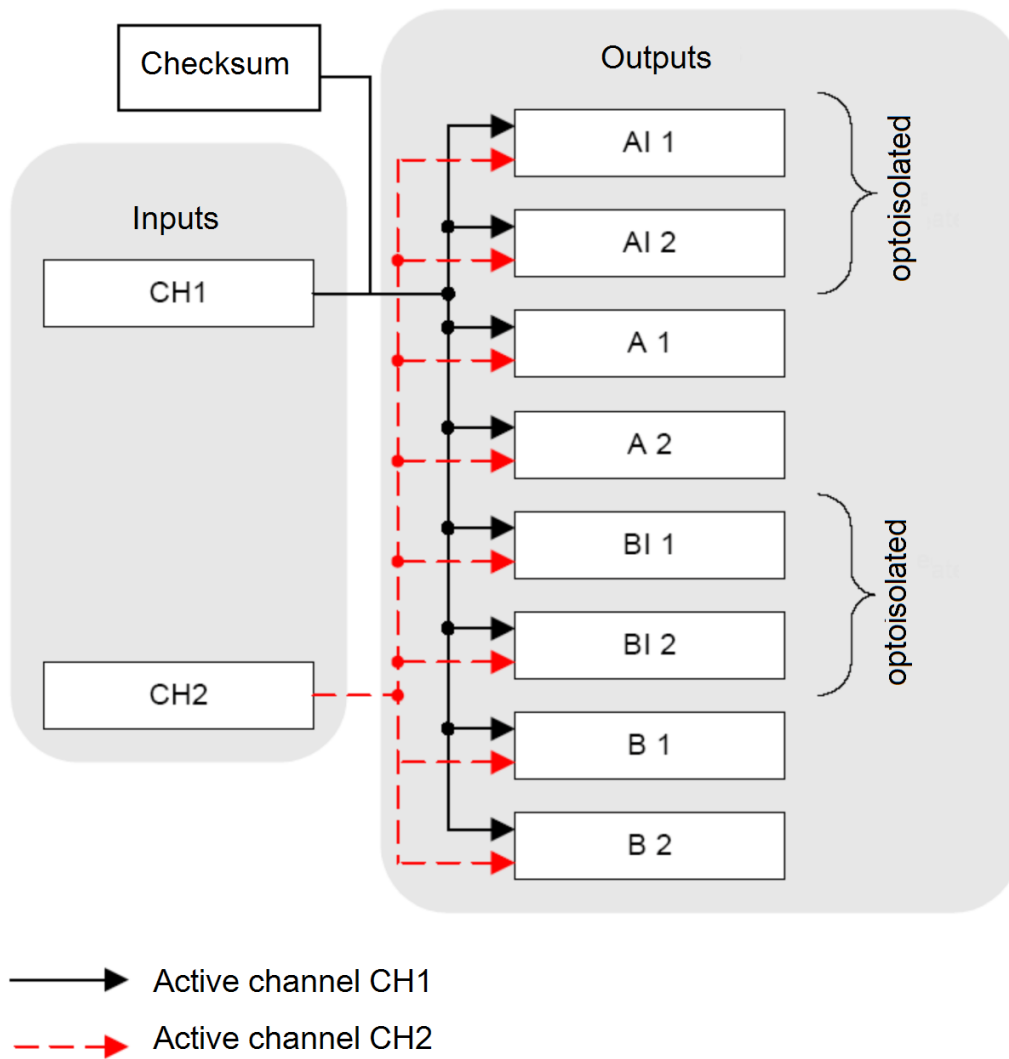 Checksum
Outputs
Inputs
CH1
CH2
AI 1
AI 2
A 1
A 2
BI 1
BI 2
B 1
B 2
optoisolated
optoisolated
Active channel CH1
Active channel CH2